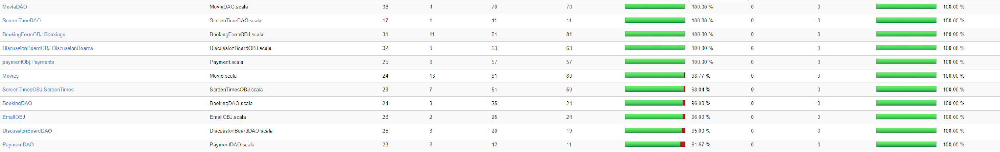 MovieDAO MovieDAO.scala 36 4 70 70 100.00 % 0 0 100.00 %
ScreenTimeDAO ScreenTimeDAO.scala 17 1 11 11 100.00 % 0 0 100.00 %
BookingFormOBJ.Bookings BookingFormOBJ.scala 31 11 81 81 100.00 % 0 0 100.00 %
DiscussionBoardOBJ.DiscussionBoards DiscussionBoardOBJ.scala 32 9 63 63 100.00 % 0 0 100.00 %
paymentObj.Payments Payment.scala 25 8 57 57 100.00 % 0 0 100.00 %
Movies Movie.scala 24 13 81 80 98.77 % 0 0 100.00 %
ScreenTimesOBJ.ScreenTimes ScreenTimesOBJ.scala 28 7 51 50 98.04 % 0 0 100.00 %
BookingDAO BookingDAO.scala 24 3 25 24 96.00 % 0 0 100.00 %
EmailOBJ EmailOBJ.scala 28 2 25 24 96.00 % 0 0 100.00 %
DiscussionBoardDAO DiscussionBoardDAO.scala 25 3 20 19 95.00 % 0 0 100.00 %
PaymentDAO PaymentDAO.scala 23 2 12 11 91.67 % 0 0 100.00 %